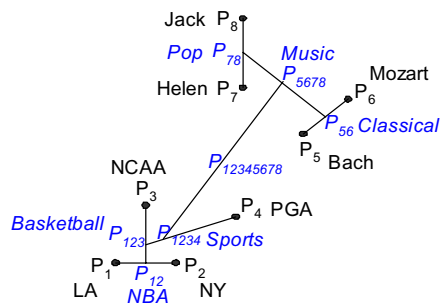 Jack P8
Pop P78
Music
P5678
Helen P7
Mozart
P6
P56 Classical
P5
Bach
P12345678
NCAA
P3
P4 PGA
Basketball
P123
P1234 Sports
P1
P12
P2
LA
NBA
NY